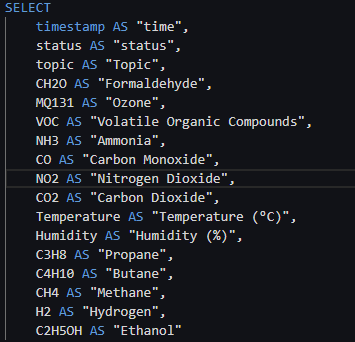 SELECT
timestamp AS "time",
status AS "status",
topic AS "Topic",
CH2O AS "Formaldehyde",
MQ131 AS "Ozone",
VOC AS "Volatile Organic Compounds",
NH3 AS "Ammonia",
CO AS "Carbon Monoxide",
NO2 AS "Nitrogen Dioxide",
CO2 AS "Carbon Dioxide",
Temperature AS "Temperature (ºC)",
Humidity AS "Humidity (%)",
C3H8 AS "Propane",
C4H10 AS "Butane",
CH4 AS "Methane",
H2 AS "Hydrogen",
C2H5OH AS "Ethanol"